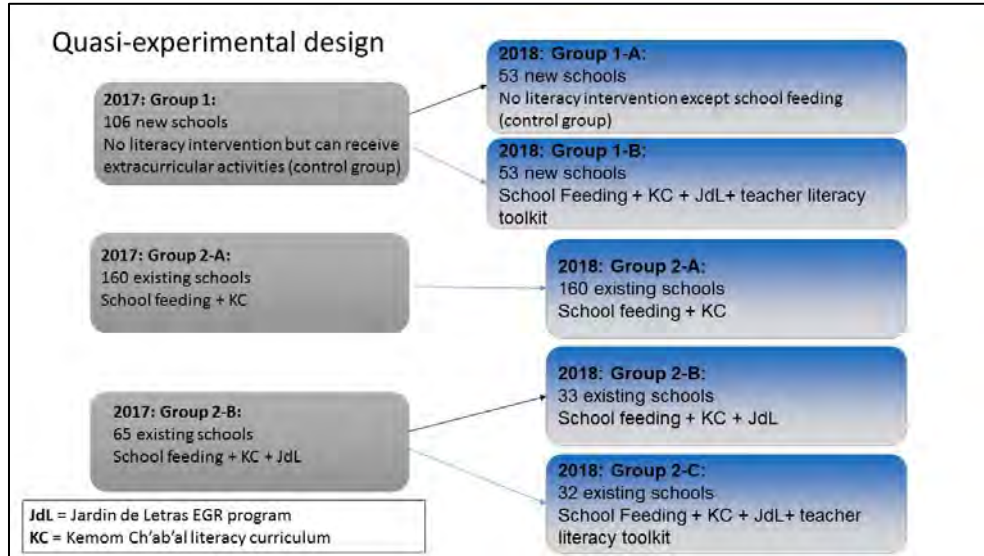 Quasi-experimental design
2017: Group 1:
106 new schools
No literacy intervention but can receive
extracurricular activities (control group)
2018: Group 1-A:
53 new schools
No literacy intervention except school feeding
(control group)
2018: Group 1-B:
53 new schools
School Feeding + KC + JdL+ teacher literacy
toolkit
2017: Group 2-A:
160 existing schools
School feeding + KC
2018: Group 2-A:
160 existing schools
School feeding + KC
2017: Group 2-B:
65 existing schools
School feeding + KC + JdL
2018: Group 2-B:
33 existing schools
School feeding + KC + JdL
2018: Group 2-C:
32 existing schools
School Feeding + KC + JdL+ teacher
literacy toolkit
JdL = Jardin de Letras EGR program
KC = Kemom Ch'ab'al literacy curriculum